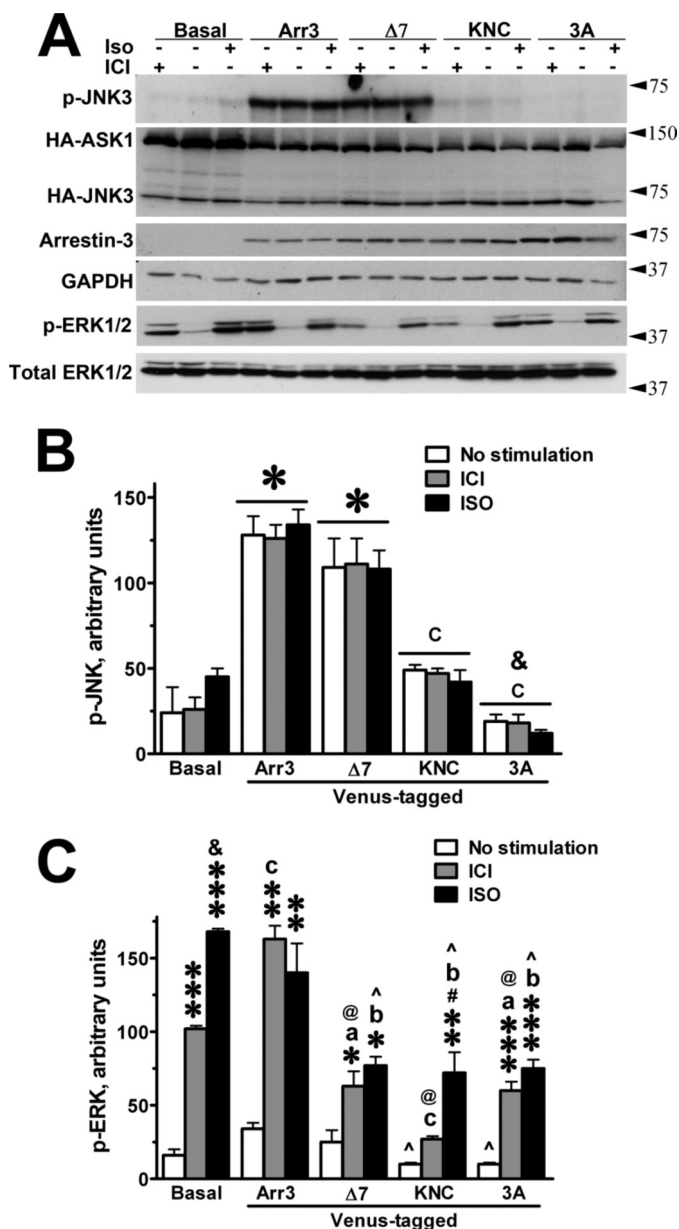 A
Basal Arr3 Δ7 KNC 3A
Iso - - + - - + - - + - - + - - +
ICI + - - + - - + - - + - - + - -
p-JNK3 75
HA-ASK1 150
HA-JNK3 75
Arrestin-3 75
GAPDH 37
p-ERK1/2 37
Total ERK1/2 37
B
No stimulation
ICI
ISO
p-JNK, arbitrary units
150
100
50
0
* * c & c
Basal Arr3 Δ7 KNC 3A
Venus-tagged
C
No stimulation
ICI
ISO
p-ERK, arbitrary units
150
100
50
0
*** & *** c ** ** @ a * ^ b * ^ @ c ^ b # ** ^ @ a *** ^ b ***
Basal Arr3 Δ7 KNC 3A
Venus-tagged